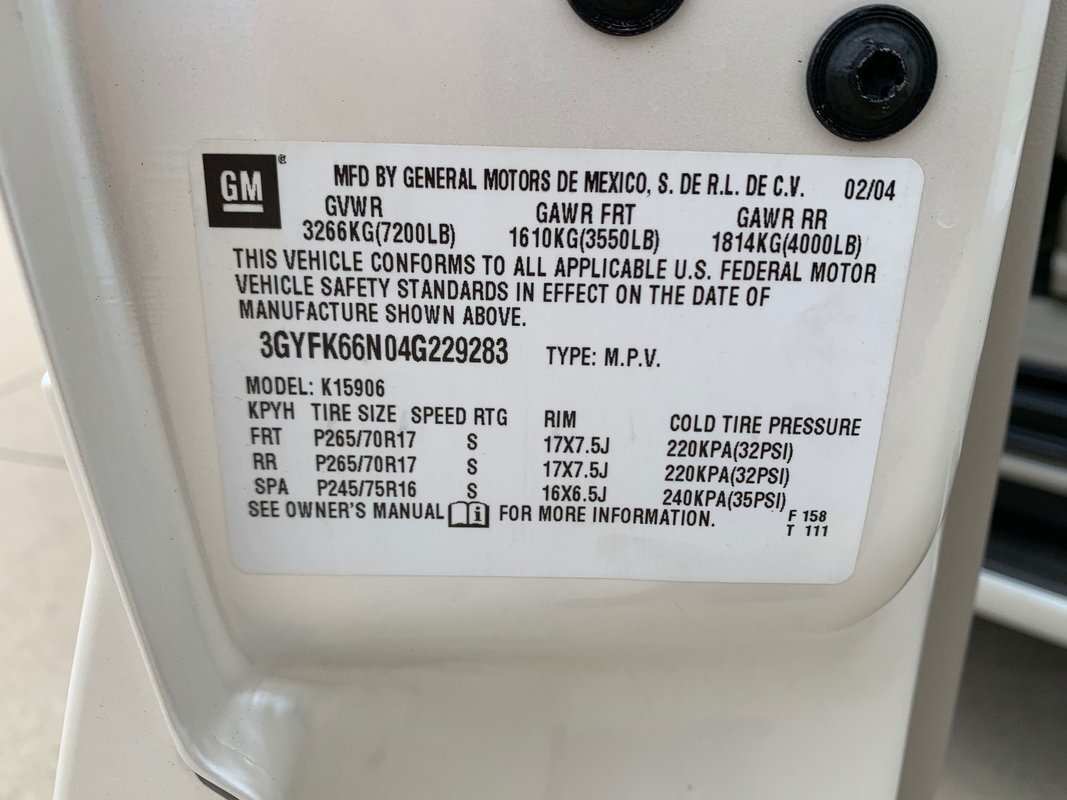 GM®
MFD BY GENERAL MOTORS DE MEXICO, S. DE R.L. DE C.V. 02/04
GVWR GAWR FRT GAWR RR
3266KG(7200LB) 1610KG(3550LB) 1814KG(4000LB)
THIS VEHICLE CONFORMS TO ALL APPLICABLE U.S. FEDERAL MOTOR
VEHICLE SAFETY STANDARDS IN EFFECT ON THE DATE OF
MANUFACTURE SHOWN ABOVE.
3GYFK66N04G229283 TYPE: M.P.V.
MODEL: K15906
KPYH TIRE SIZE SPEED RTG RIM COLD TIRE PRESSURE
FRT P265/70R17 S 17X7.5J 220KPA(32PSI)
RR P265/70R17 S 17X7.5J 220KPA(32PSI)
SPA P245/75R16 S 16X6.5J 240KPA(35PSI)
SEE OWNER'S MANUAL i FOR MORE INFORMATION. F 158
T 111